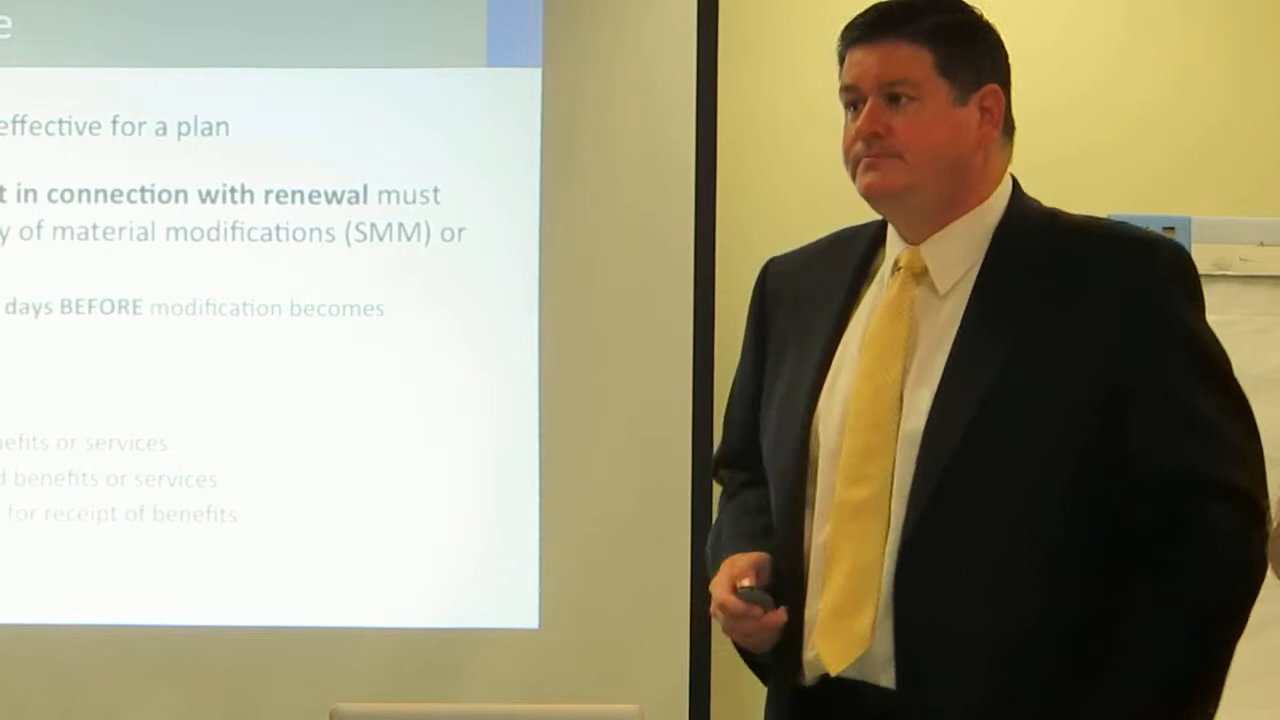 e
effective for a plan
t in connection with renewal must
y of material modifications (SMM) or
days BEFORE modification becomes
nefits or services
d benefits or services
for receipt of benefits